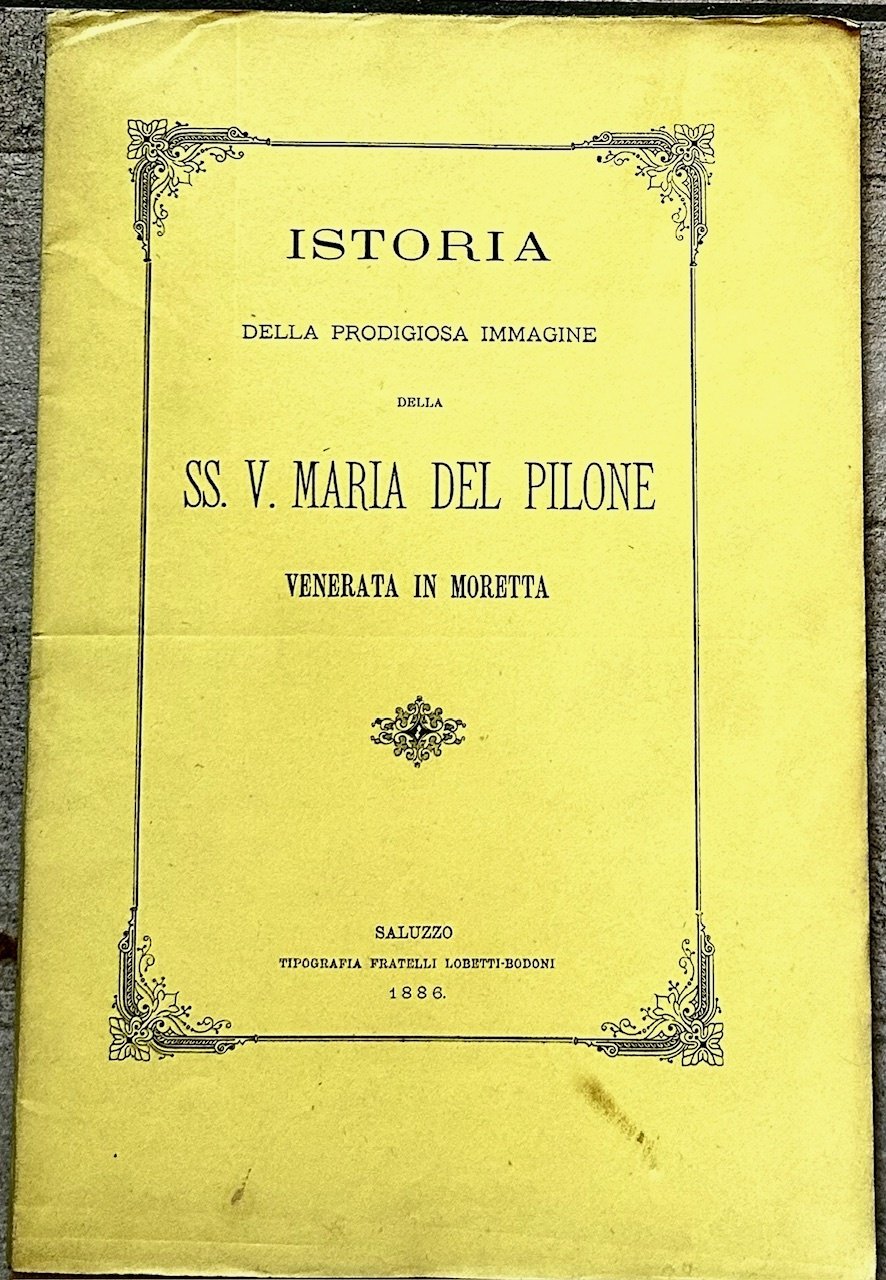 ISTORIA
DELLA PRODIGIOSA IMMAGINE
DELLA
SS. V. MARIA DEL PILONE
VENERATA IN MORETTA
SALUZZO
TIPOGRAFIA FRATELLI LOBETTI-BODONI
1886.